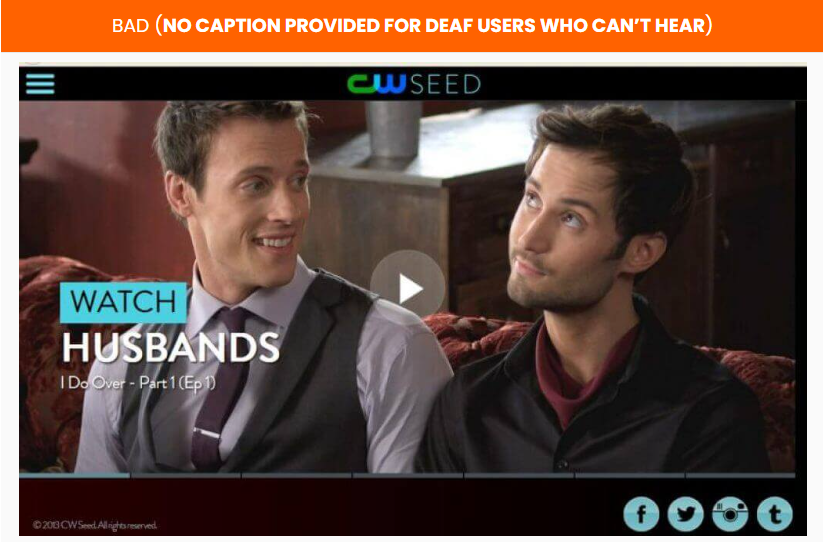 BAD (NO CAPTION PROVIDED FOR DEAF USERS WHO CAN'T HEAR)
CW SEED
WATCH
HUSBANDS
I Do Over - Part 1 (Ep 1)
© 2013 CW Seed. All rights reserved.
f t